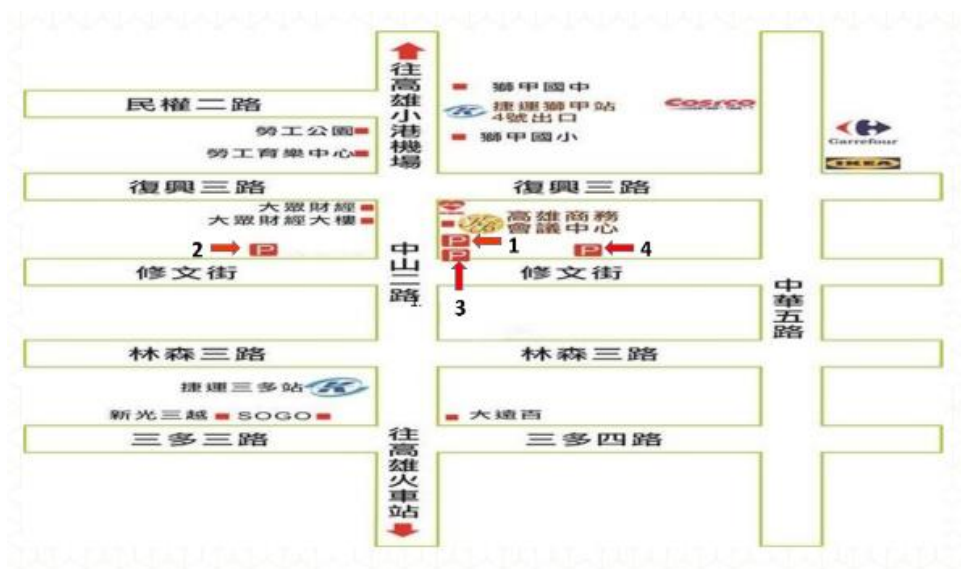 往高雄小港機場
獅甲國中
民權二路
捷運獅甲站
4號出口
Costco
勞工公園
獅甲國小
Carrefour
勞工育樂中心
IKEA
復興三路
復興三路
大眾財經
高雄商務
大眾財經大樓
會議中心
2
P
P
1
P
4
中山二路
P
修文街
修文街
3
中華五路
林森三路
林森三路
捷運三多站
新光三越
SOGO
大遠百
三多三路
三多四路
往高雄火車站